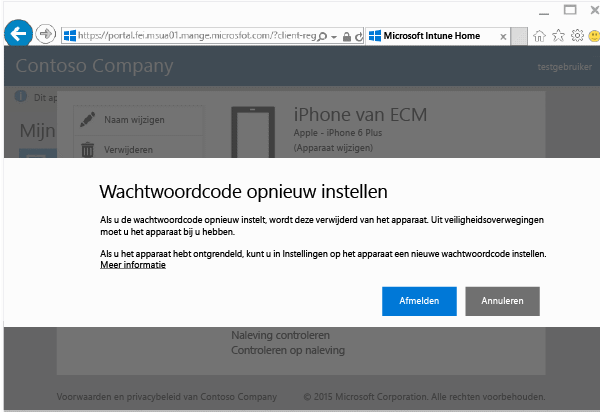 https://portal.fei.msua01.mange.microsfot.com/?client-reg
Microsoft Intune Home
Contoso Company
testgebruiker
Dit ap
Mijn
Naam wijzigen
Verwijderen
iPhone van ECM
Apple - iPhone 6 Plus
(Apparaat wijzigen)
Wachtwoordcode opnieuw instellen
Als u de wachtwoordcode opnieuw instelt, wordt deze verwijderd van het apparaat. Uit veiligheidsoverwegingen
moet u het apparaat bij u hebben.
Als u het apparaat hebt ontgrendeld, kunt u in Instellingen op het apparaat een nieuwe wachtwoordcode instellen.
Meer informatie
Afmelden
Annuleren
Naleving controleren
Controleren op naleving
Voorwaarden en privacybeleid van Contoso Company
© 2015 Microsoft Corporation. Alle rechten voorbehouden.